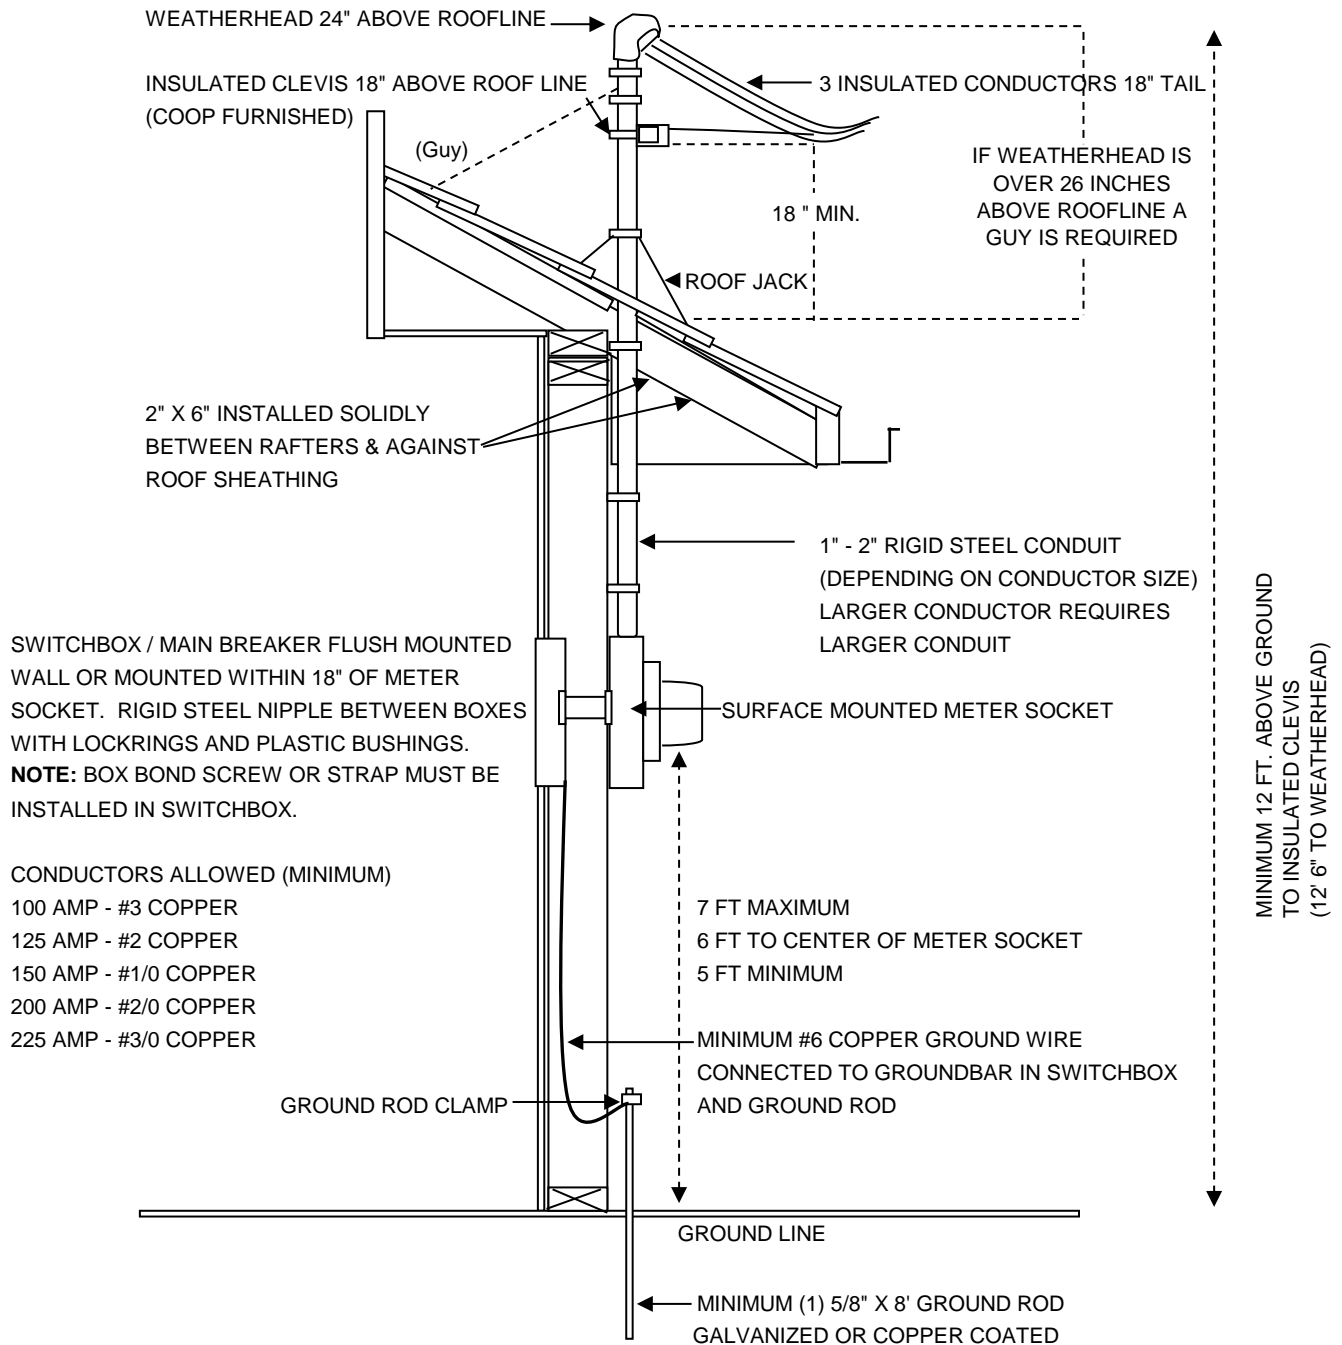 WEATHERHEAD 24" ABOVE ROOFLINE
INSULATED CLEVIS 18" ABOVE ROOF LINE
(COOP FURNISHED)
(Guy)
3 INSULATED CONDUCTORS 18" TAIL
IF WEATHERHEAD IS
OVER 26 INCHES
ABOVE ROOFLINE A
GUY IS REQUIRED
18 " MIN.
ROOF JACK
2" X 6" INSTALLED SOLIDLY
BETWEEN RAFTERS & AGAINST
ROOF SHEATHING
1" - 2" RIGID STEEL CONDUIT
(DEPENDING ON CONDUCTOR SIZE)
LARGER CONDUCTOR REQUIRES
LARGER CONDUIT
SWITCHBOX / MAIN BREAKER FLUSH MOUNTED
WALL OR MOUNTED WITHIN 18" OF METER
SOCKET. RIGID STEEL NIPPLE BETWEEN BOXES
WITH LOCKRINGS AND PLASTIC BUSHINGS.
NOTE: BOX BOND SCREW OR STRAP MUST BE
INSTALLED IN SWITCHBOX.
SURFACE MOUNTED METER SOCKET
MINIMUM 12 FT. ABOVE GROUND
TO INSULATED CLEVIS
(12' 6" TO WEATHERHEAD)
CONDUCTORS ALLOWED (MINIMUM)
100 AMP - #3 COPPER
125 AMP - #2 COPPER
150 AMP - #1/0 COPPER
200 AMP - #2/0 COPPER
225 AMP - #3/0 COPPER
7 FT MAXIMUM
6 FT TO CENTER OF METER SOCKET
5 FT MINIMUM
MINIMUM #6 COPPER GROUND WIRE
CONNECTED TO GROUNDBAR IN SWITCHBOX
AND GROUND ROD
GROUND ROD CLAMP
GROUND LINE
MINIMUM (1) 5/8" X 8' GROUND ROD
GALVANIZED OR COPPER COATED